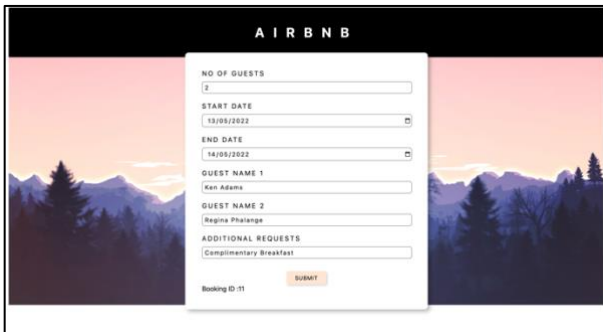 AIRBNB
NO OF GUESTS
2
START DATE
13/05/2022
END DATE
14/05/2022
GUEST NAME 1
Ken Adams
GUEST NAME 2
Regina Phalange
ADDITIONAL REQUESTS
Complimentary Breakfast
SUBMIT
Booking ID :11